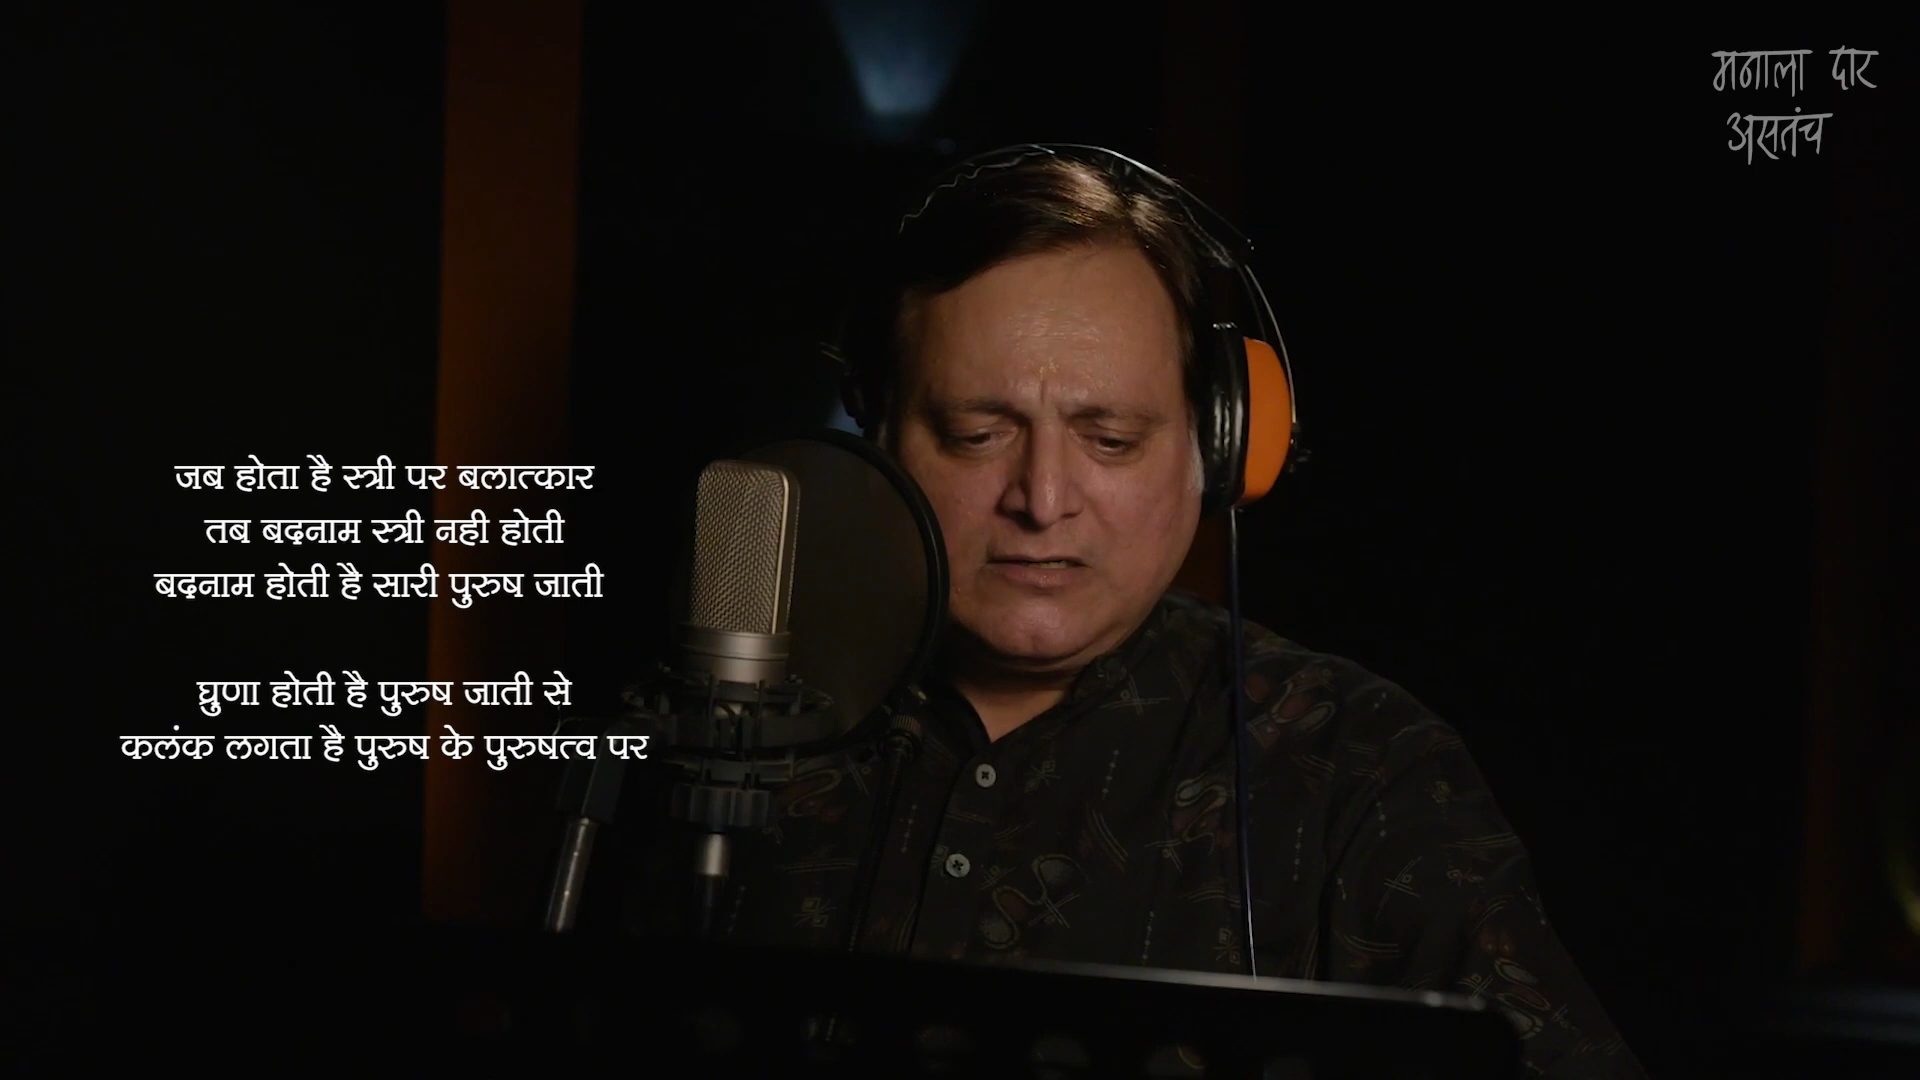 मनाला दार
असतंच
जब होता है स्त्री पर बलात्कार
तब बदनाम स्त्री नही होती
बदनाम होती है सारी पुरुष जाती
घ्रुणा होती है पुरुष जाती से
कलंक लगता है पुरुष के पुरुषत्व पर